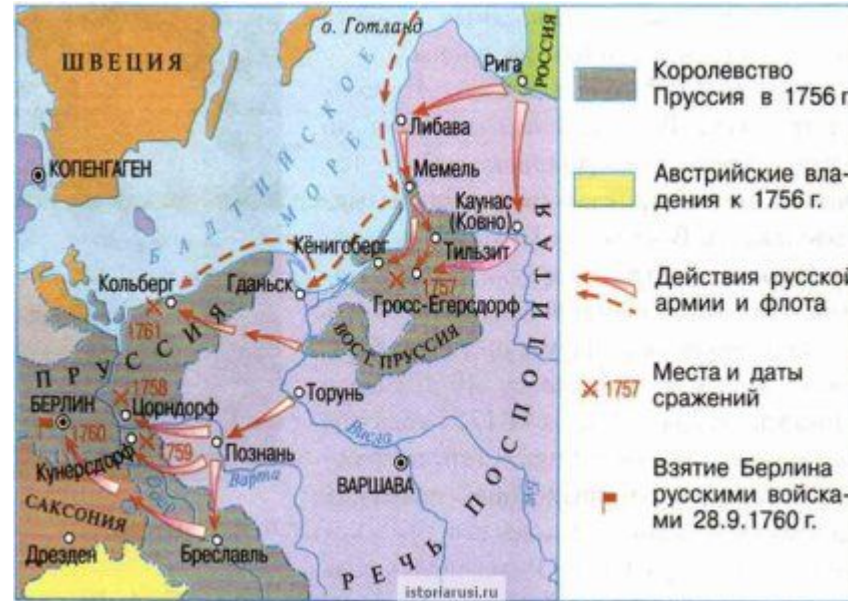 о. Готланд
ШВЕЦИЯ
РОССИЯ
Рига
БАЛТИЙСКОЕ
МОРЕ
Либава
КОПЕНГАГЕН
Мемель
Каунас
(Ковно)
Кёнигсберг
Тильзит
Кольберг
Гданьск
1757
Гросс-Егерсдорф
1761
ВОСТ. ПРУССИЯ
ПРУССИЯ
1758
Торунь
БЕРЛИН
Цорндорф
1760
1759
Познань
Висла
Кунерсдорф
Варта
ВАРШАВА
Буг
САКСОНИЯ
Одер
Дрезден
Бреславль
РЕЧЬ ПОСПОЛИТАЯ
istoriarusi.ru
Королевство
Пруссия в 1756 г.
Австрийские вла-
дения к 1756 г.
Действия русской
армии и флота
1757
Места и даты
сражений
Взятие Берлина
русскими войска-
ми 28.9.1760 г.